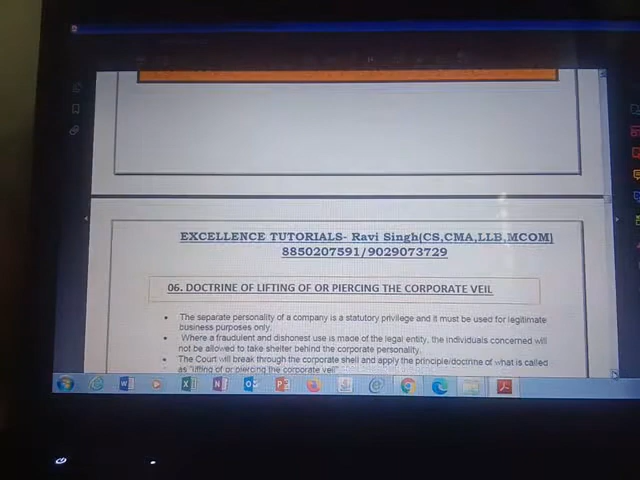 EXCELLENCE TUTORIALS- Ravi Singh[CS,CMA,LLB,MCOM]
8850207591/9029073729
06. DOCTRINE OF LIFTING OF OR PIERCING THE CORPORATE VEIL
• The separate personality of a company is a statutory privilege and it must be used for legitimate
business purposes only.
• Where a fraudulent and dishonest use is made of the legal entity, the individuals concerned will
not be allowed to take shelter behind the corporate personality.
• The Court will break through the corporate shell and apply the principle/doctrine of what is called
as "lifting of or piercing the corporate veil"